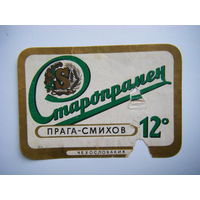 Старопрамен
ПРАГА-СМИХОВ
12°
ЧЕХОСЛОВАКИЯ